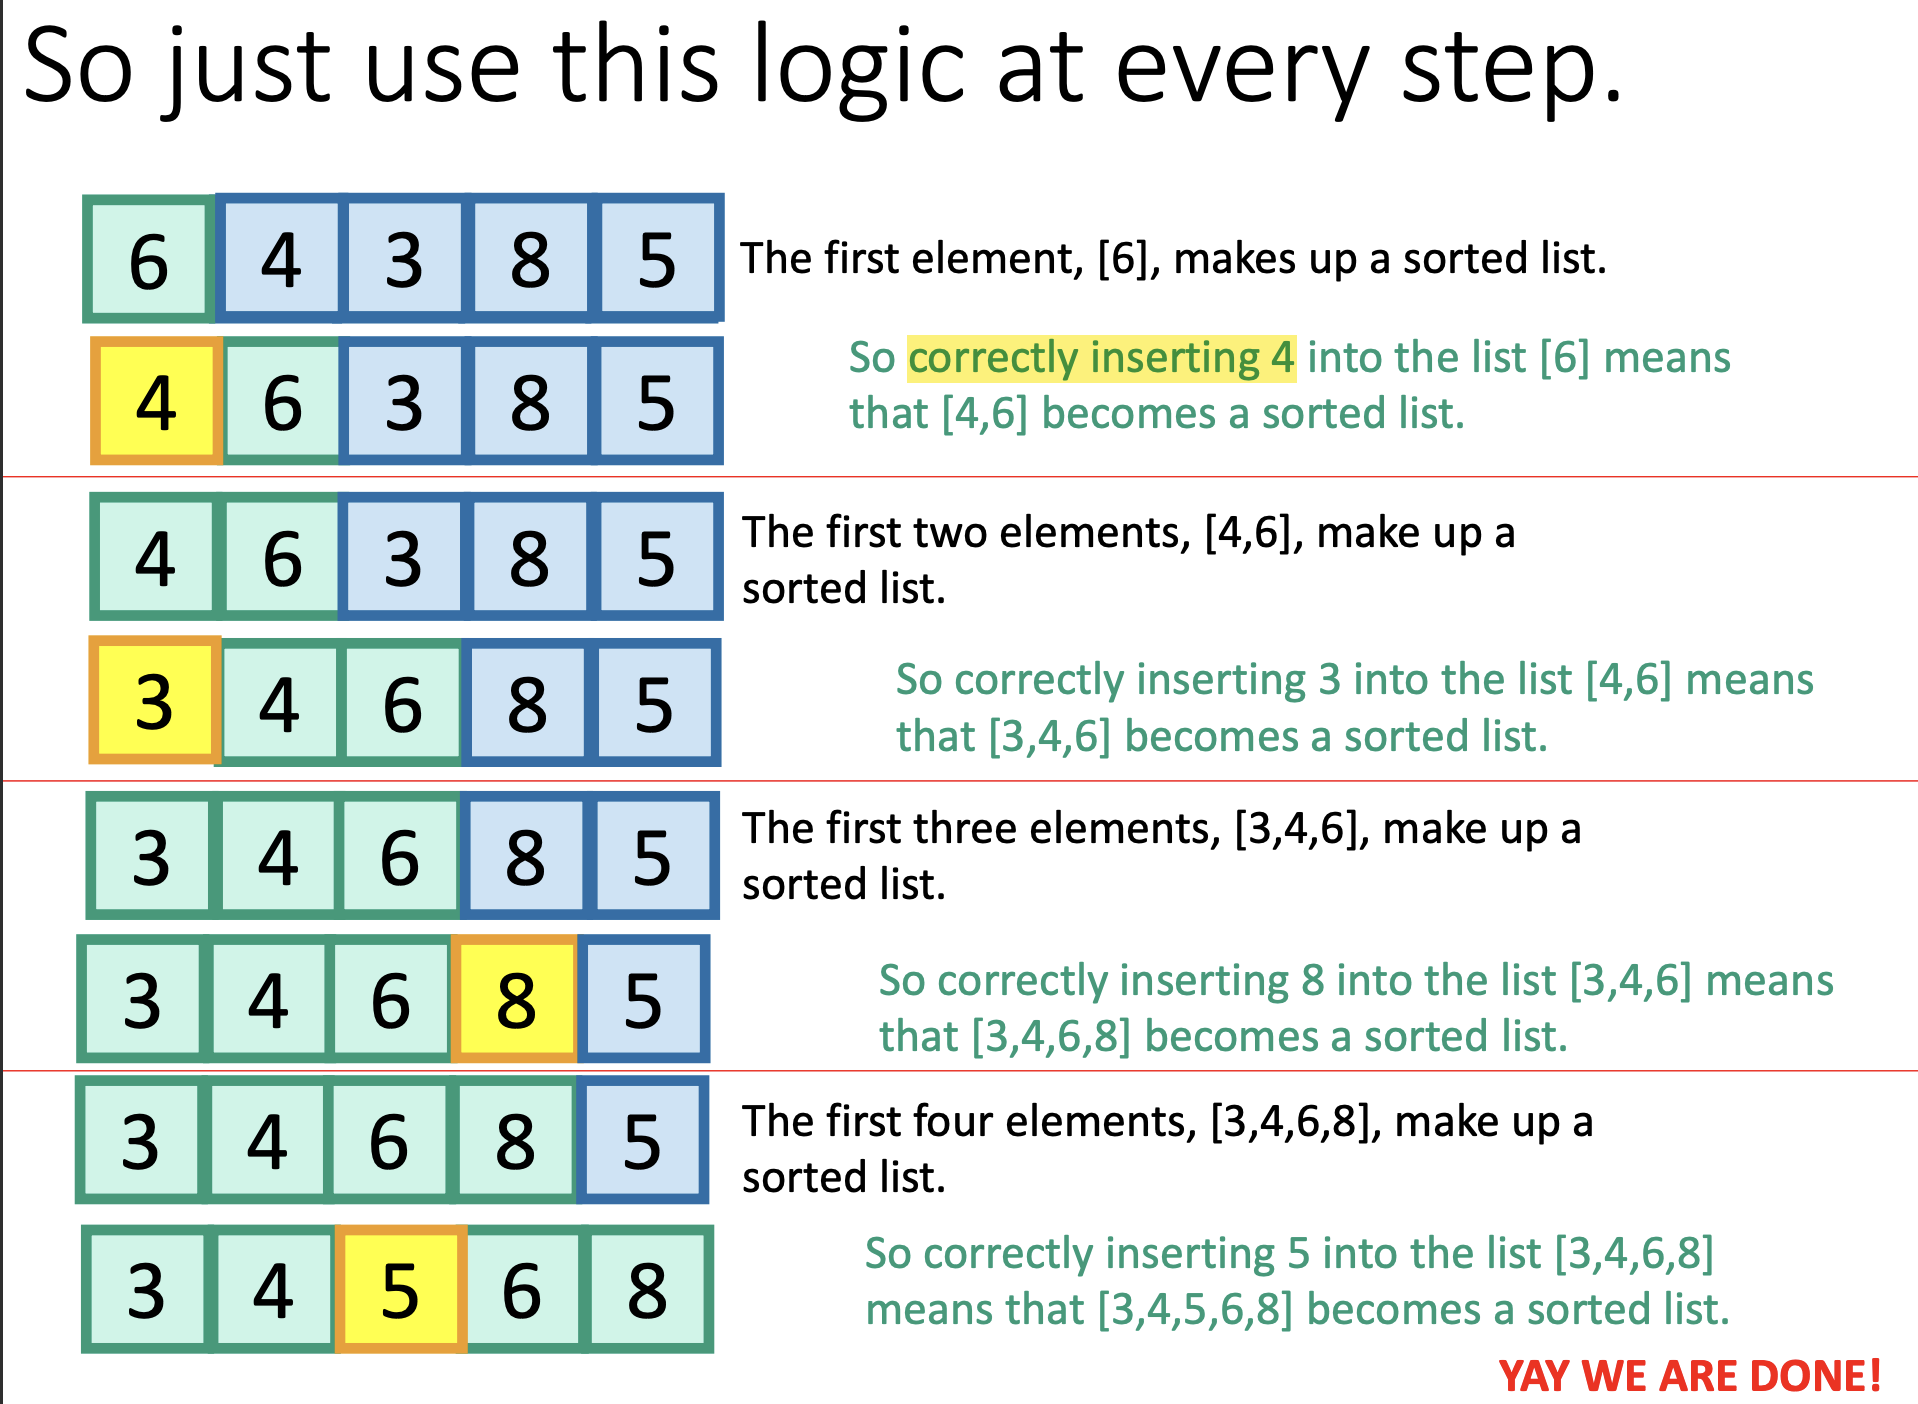 So just use this logic at every step.
6 4 3 8 5
The first element, [6], makes up a sorted list.
4 6 3 8 5
So correctly inserting 4 into the list [6] means
that [4,6] becomes a sorted list.
4 6 3 8 5
The first two elements, [4,6], make up a
sorted list.
3 4 6 8 5
So correctly inserting 3 into the list [4,6] means
that [3,4,6] becomes a sorted list.
3 4 6 8 5
The first three elements, [3,4,6], make up a
sorted list.
3 4 6 8 5
So correctly inserting 8 into the list [3,4,6] means
that [3,4,6,8] becomes a sorted list.
3 4 6 8 5
The first four elements, [3,4,6,8], make up a
sorted list.
3 4 5 6 8
So correctly inserting 5 into the list [3,4,6,8]
means that [3,4,5,6,8] becomes a sorted list.
YAY WE ARE DONE!